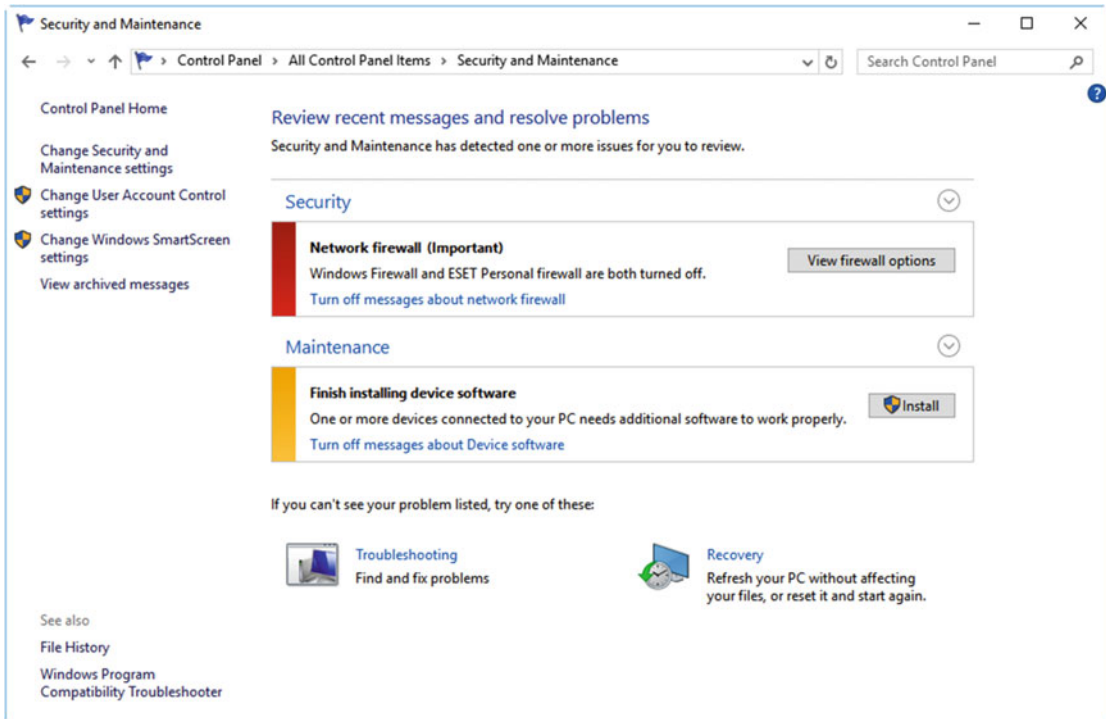 Security and Maintenance
Control Panel > All Control Panel Items > Security and Maintenance
Search Control Panel
Control Panel Home
Change Security and
Maintenance settings
Change User Account Control
settings
Change Windows SmartScreen
settings
View archived messages
Review recent messages and resolve problems
Security and Maintenance has detected one or more issues for you to review.
Security
Network firewall (Important)
Windows Firewall and ESET Personal firewall are both turned off.
Turn off messages about network firewall
View firewall options
Maintenance
Finish installing device software
One or more devices connected to your PC needs additional software to work properly.
Turn off messages about Device software
Install
If you can't see your problem listed, try one of these:
Troubleshooting
Find and fix problems
Recovery
Refresh your PC without affecting
your files, or reset it and start again.
See also
File History
Windows Program
Compatibility Troubleshooter